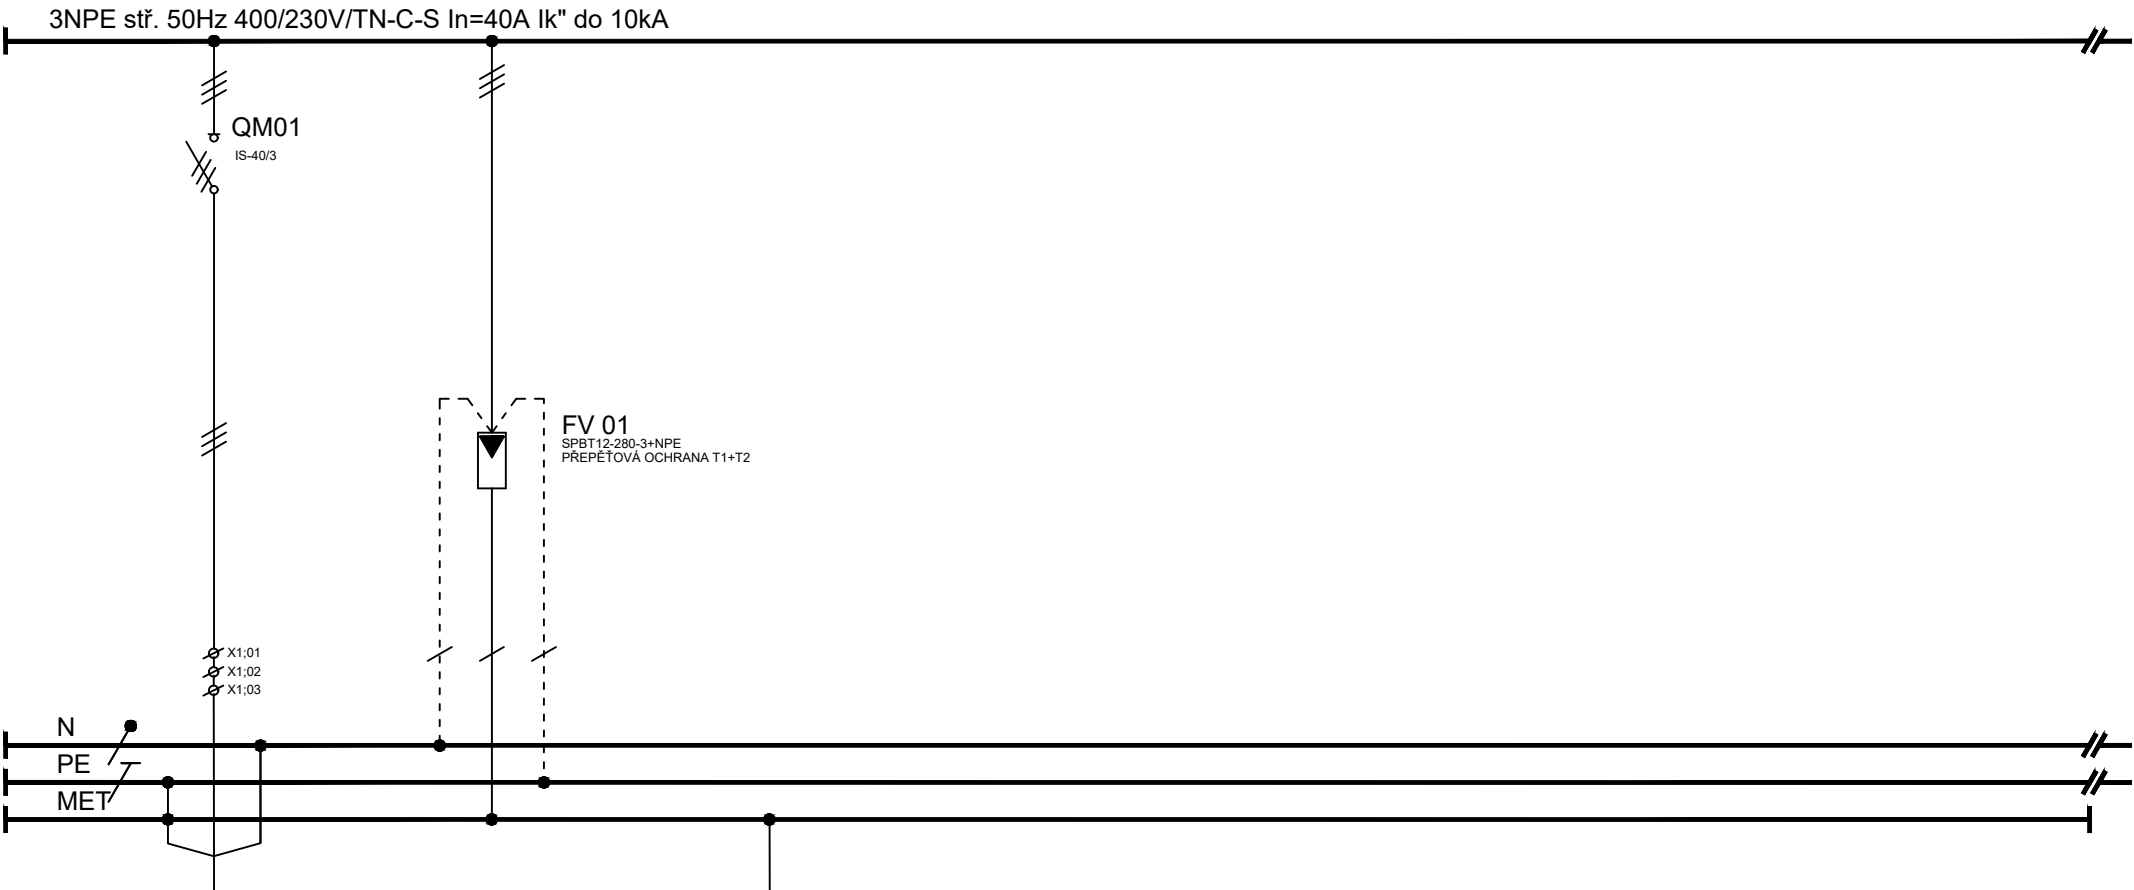 3NPE stř. 50Hz 400/230V/TN-C-S In=40A Ik" do 10kA
QM01
IS-40/3
FV 01
SPBT12-280-3+NPE
PŘEPĚŤOVÁ OCHRANA T1+T2
X1;01
X1;02
X1;03
N
PE
MET